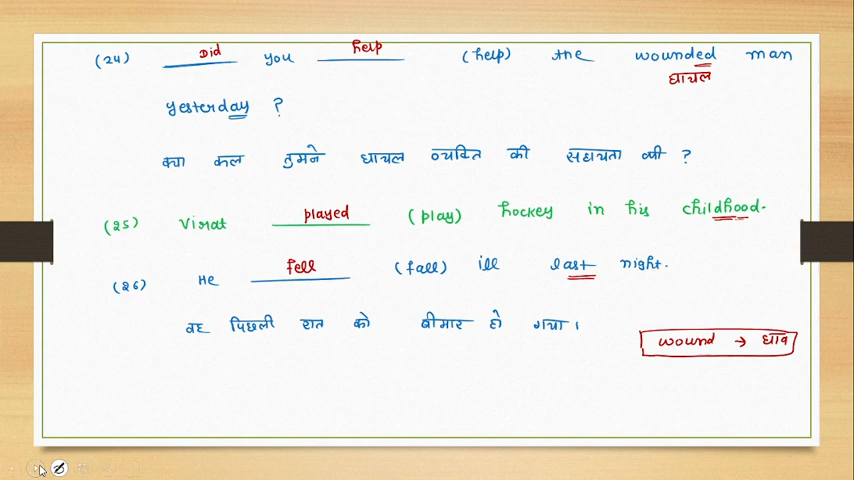 (24) Did you help (help) the wounded man
घायल
yesterday ?
क्या कल तुमने घायल व्यक्ति की सहायता की ?
(25) Virat played (play) hockey in his childhood.
(26) He fell (fall) ill last night.
वह पिछली रात को बीमार हो गया।
wound → घाव